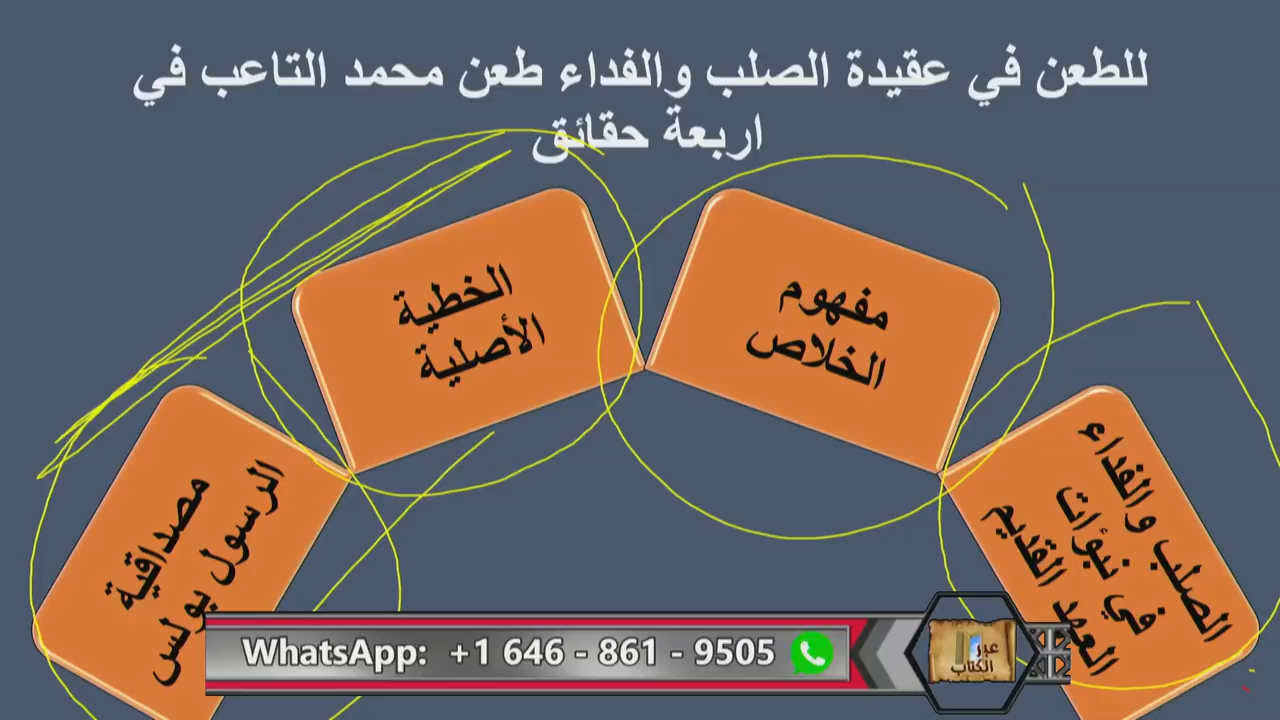 للطعن في عقيدة الصلب والفداء طعن محمد التاعب في
اربعة حقائق
مفهوم
الخلاص
الخطية
الأصلية
الصلب والفداء
في نبؤات
العهد القديم
مصداقية
الرسول بولس
WhatsApp: +1 646 - 861 - 9505
عبر
الكتاب